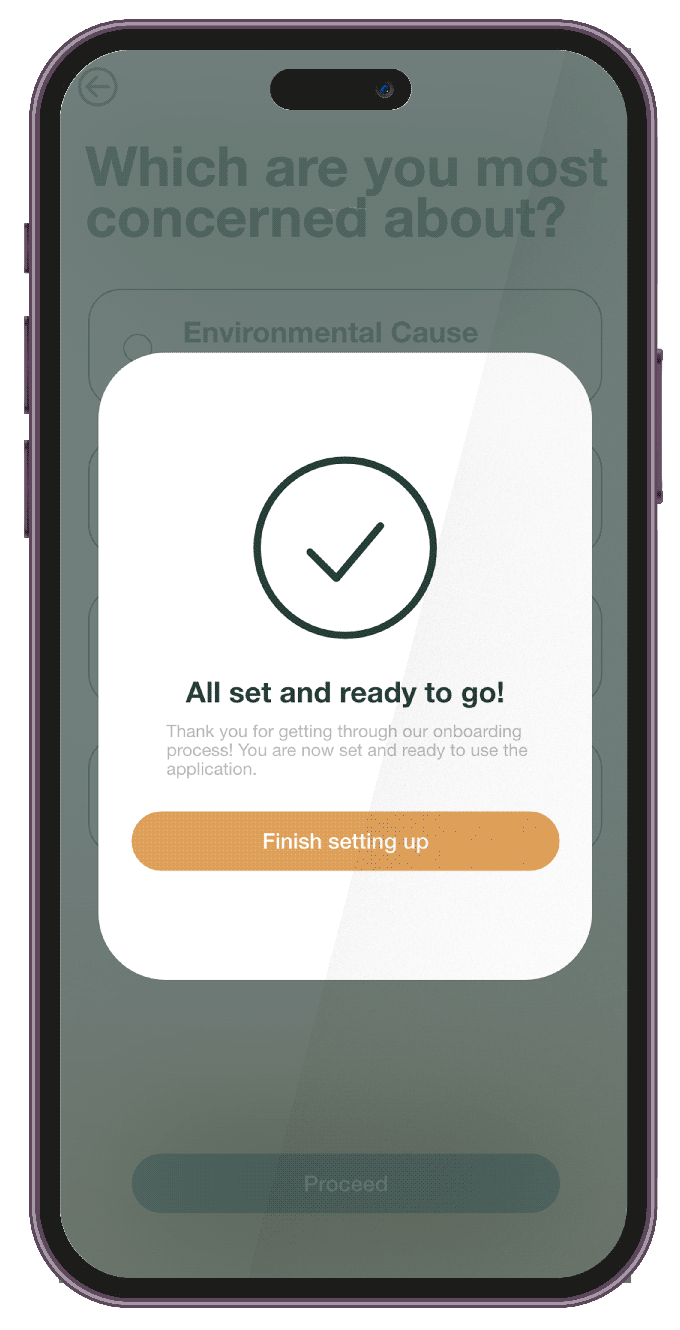 Which are you most
concerned about?
Environmental Cause
All set and ready to go!
Thank you for getting through our onboarding
process! You are now set and ready to use the
application.
Finish setting up
Proceed